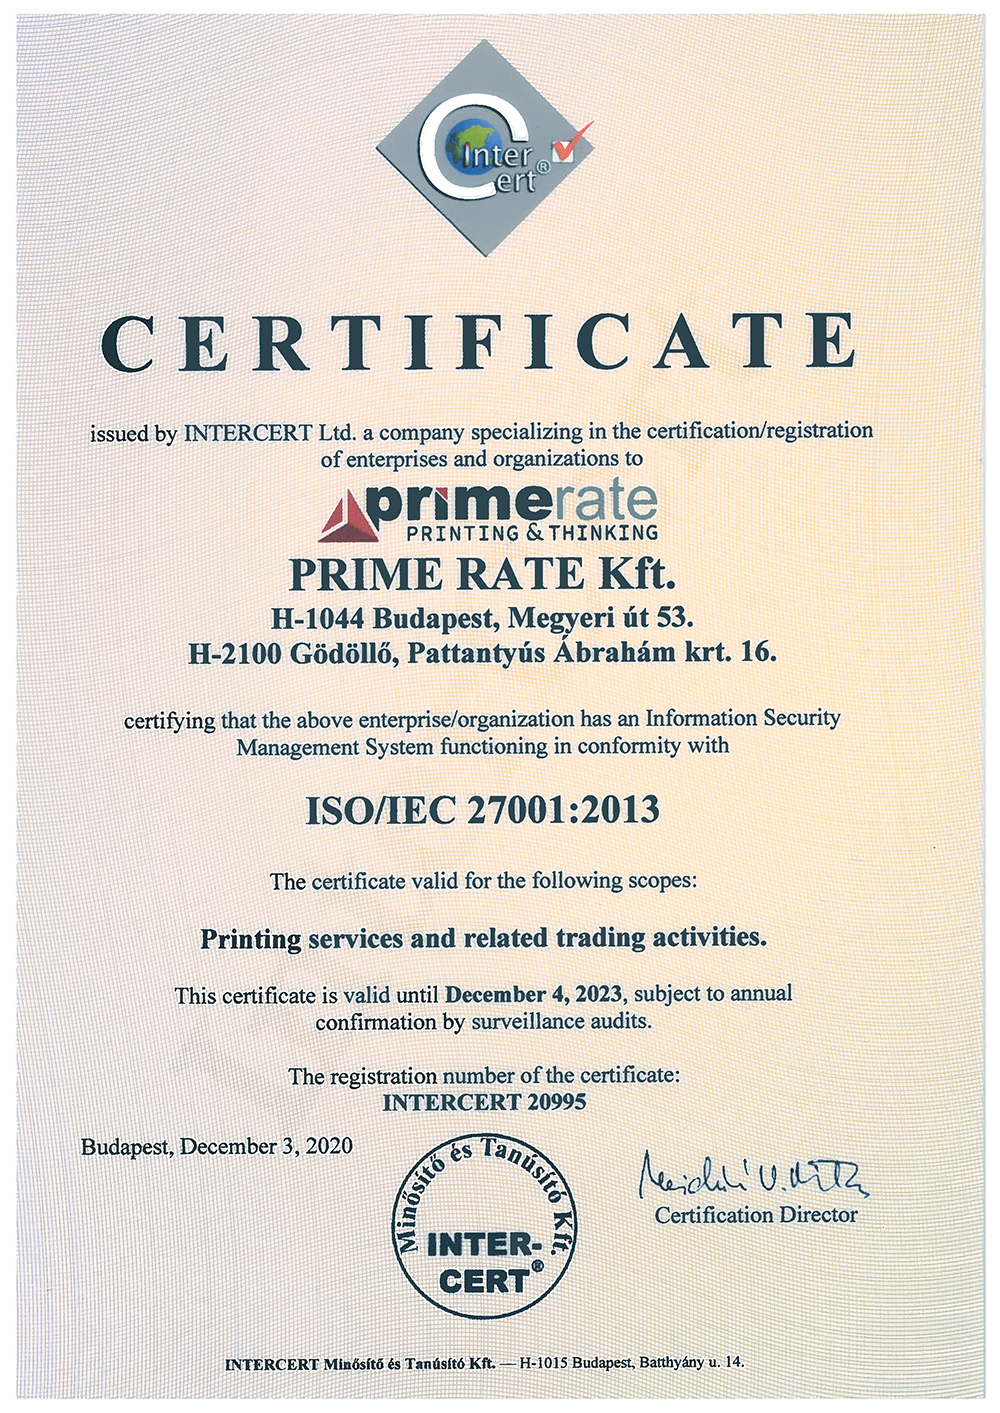 Inter
Cert®
CERTIFICATE
issued by INTERCERT Ltd. a company specializing in the certification/registration
of enterprises and organizations to
primerate
PRINTING & THINKING
PRIME RATE Kft.
H-1044 Budapest, Megyeri út 53.
H-2100 Gödöllő, Pattantyús Ábrahám krt. 16.
certifying that the above enterprise/organization has an Information Security
Management System functioning in conformity with
ISO/IEC 27001:2013
The certificate valid for the following scopes:
Printing services and related trading activities.
This certificate is valid until December 4, 2023, subject to annual
confirmation by surveillance audits.
The registration number of the certificate:
INTERCERT 20995
Budapest, December 3, 2020
Minősítő és Tanúsító Kft.
INTER-
CERT®
Certification Director
INTERCERT Minősítő és Tanúsító Kft. — H-1015 Budapest, Batthyány u. 14.